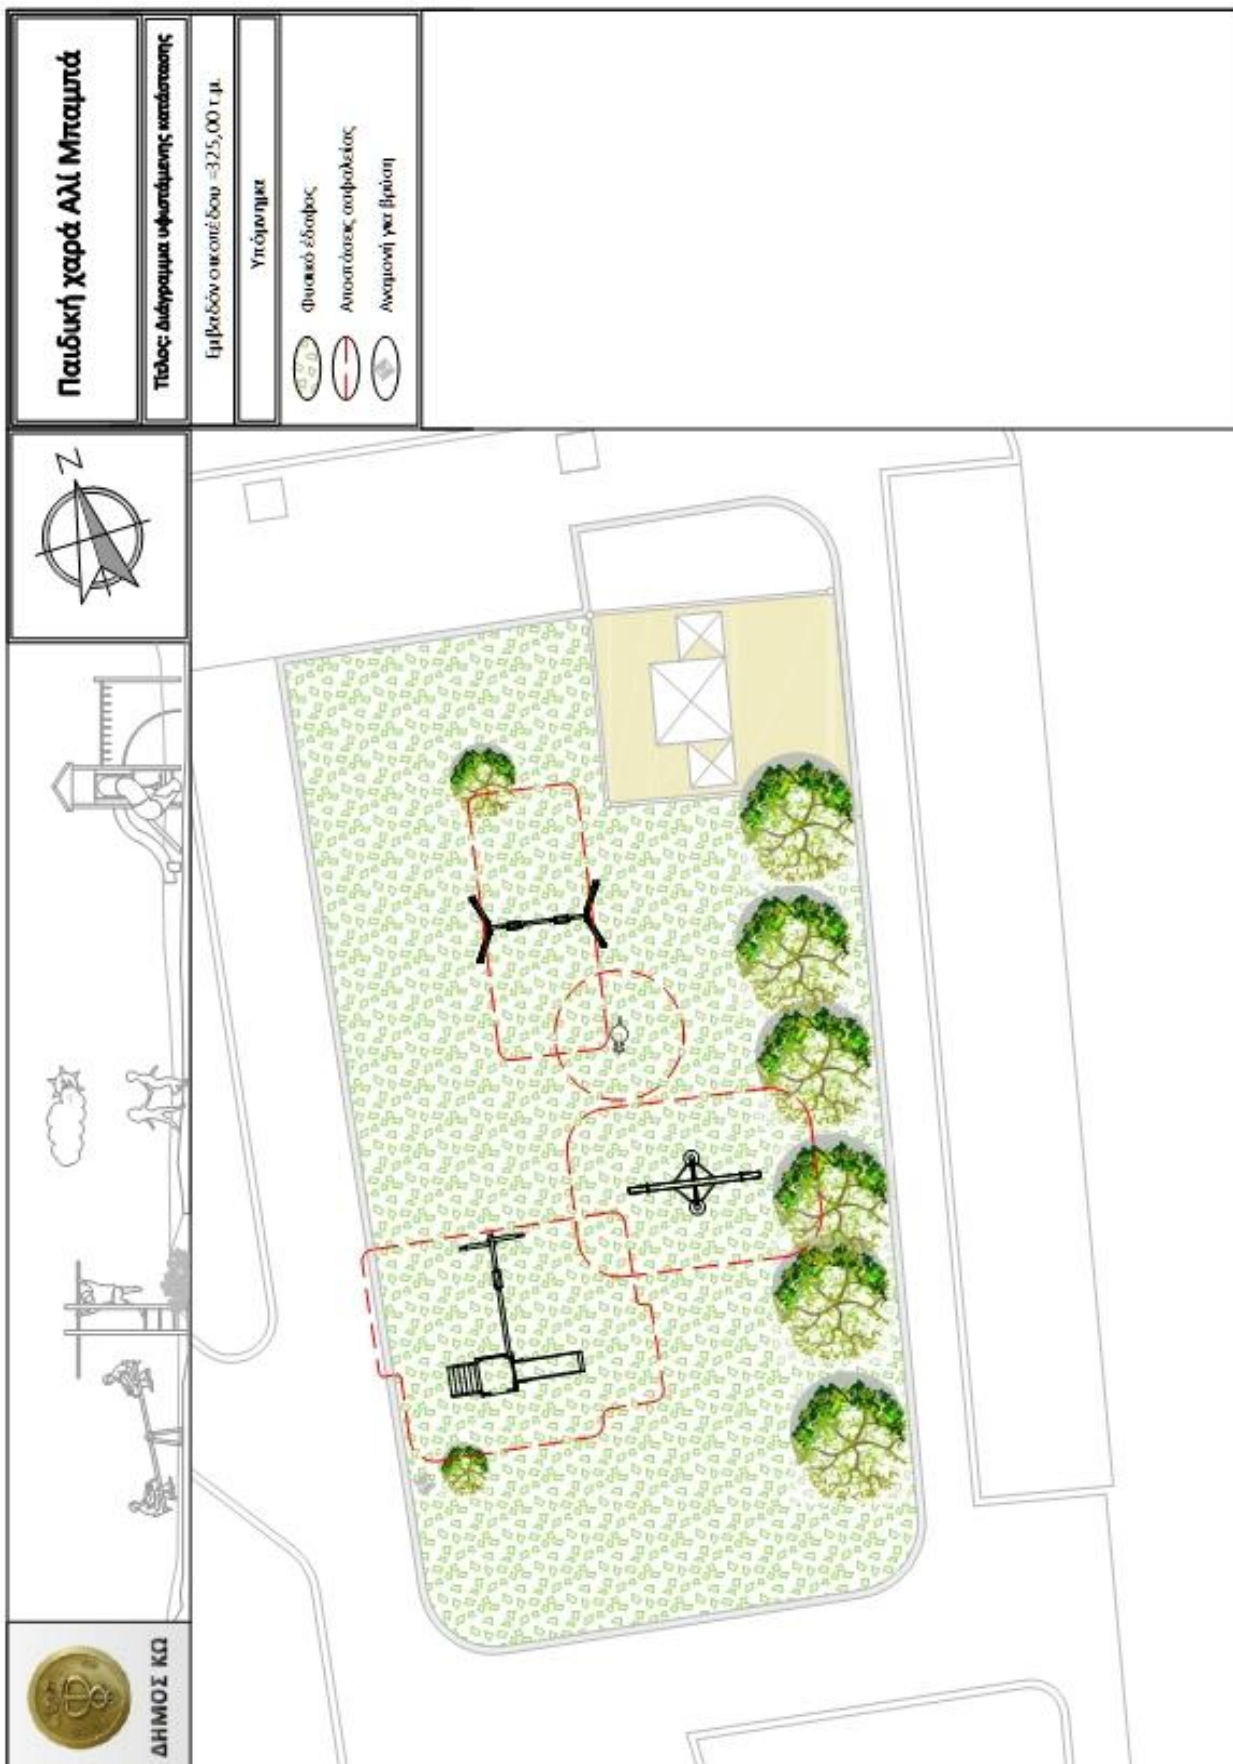 Παιδική χαρά Αλί Μπαμπά
Τίτλος: Διάγραμμα υφιστάμενης κατάστασης
Εμβαδόν οικοπέδου =325,00 τ.μ.
Υπόμνημα
Φυσικό έδαφος
Αποστάσεις ασφαλείας
Αναμονή για βρύση
N
ΔΗΜΟΣ ΚΩ